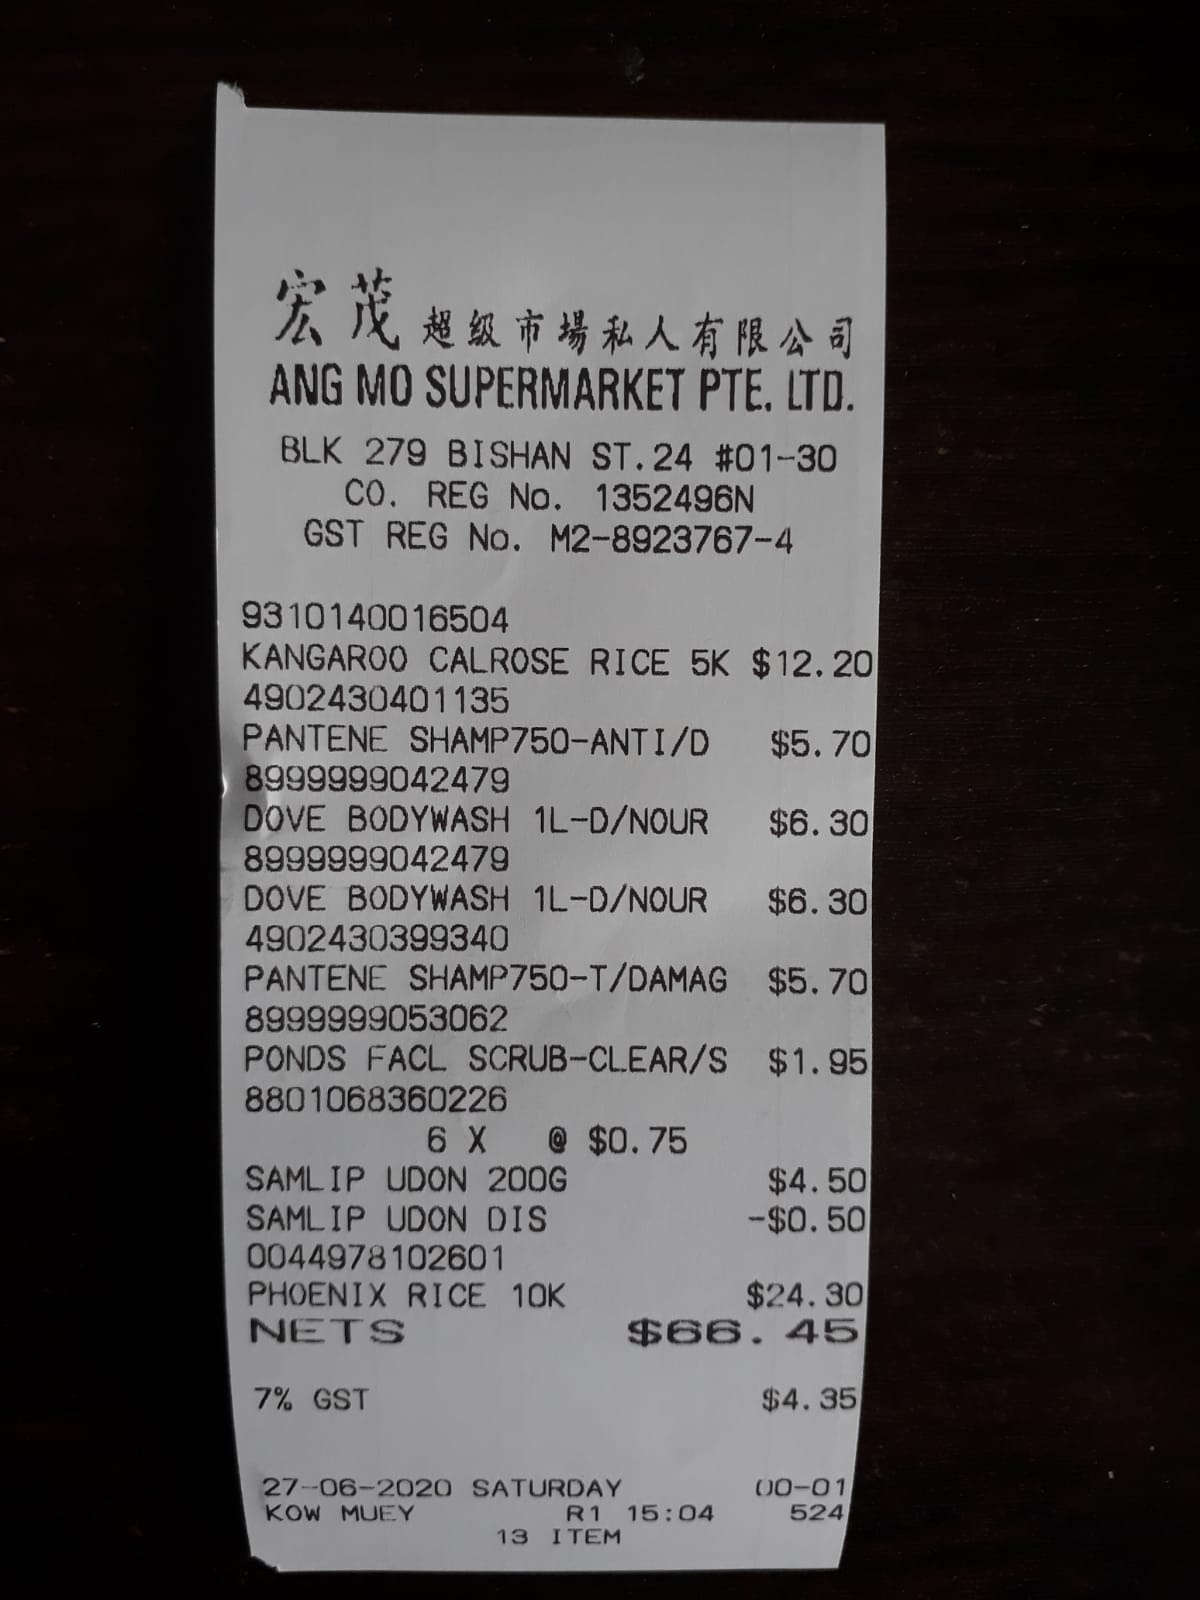 宏茂超級市場私人有限公司
ANG MO SUPERMARKET PTE. LTD.
BLK 279 BISHAN ST.24 #01-30
CO. REG No. 1352496N
GST REG No. M2-8923767-4
9310140016504
KANGAROO CALROSE RICE 5K $12.20
4902430401135
PANTENE SHAMP750-ANTI/D $5.70
8999999042479
DOVE BODYWASH 1L-D/NOUR $6.30
8999999042479
DOVE BODYWASH 1L-D/NOUR $6.30
4902430399340
PANTENE SHAMP750-T/DAMAG $5.70
8999999053062
PONDS FACL SCRUB-CLEAR/S $1.95
8801068360226
6 X @ $0.75
SAMLIP UDON 200G $4.50
SAMLIP UDON DIS -$0.50
0044978102601
PHOENIX RICE 10K $24.30
NETS $66.45
7% GST $4.35
27-06-2020 SATURDAY 00-01
KOW MUEY R1 15:04 524
13 ITEM